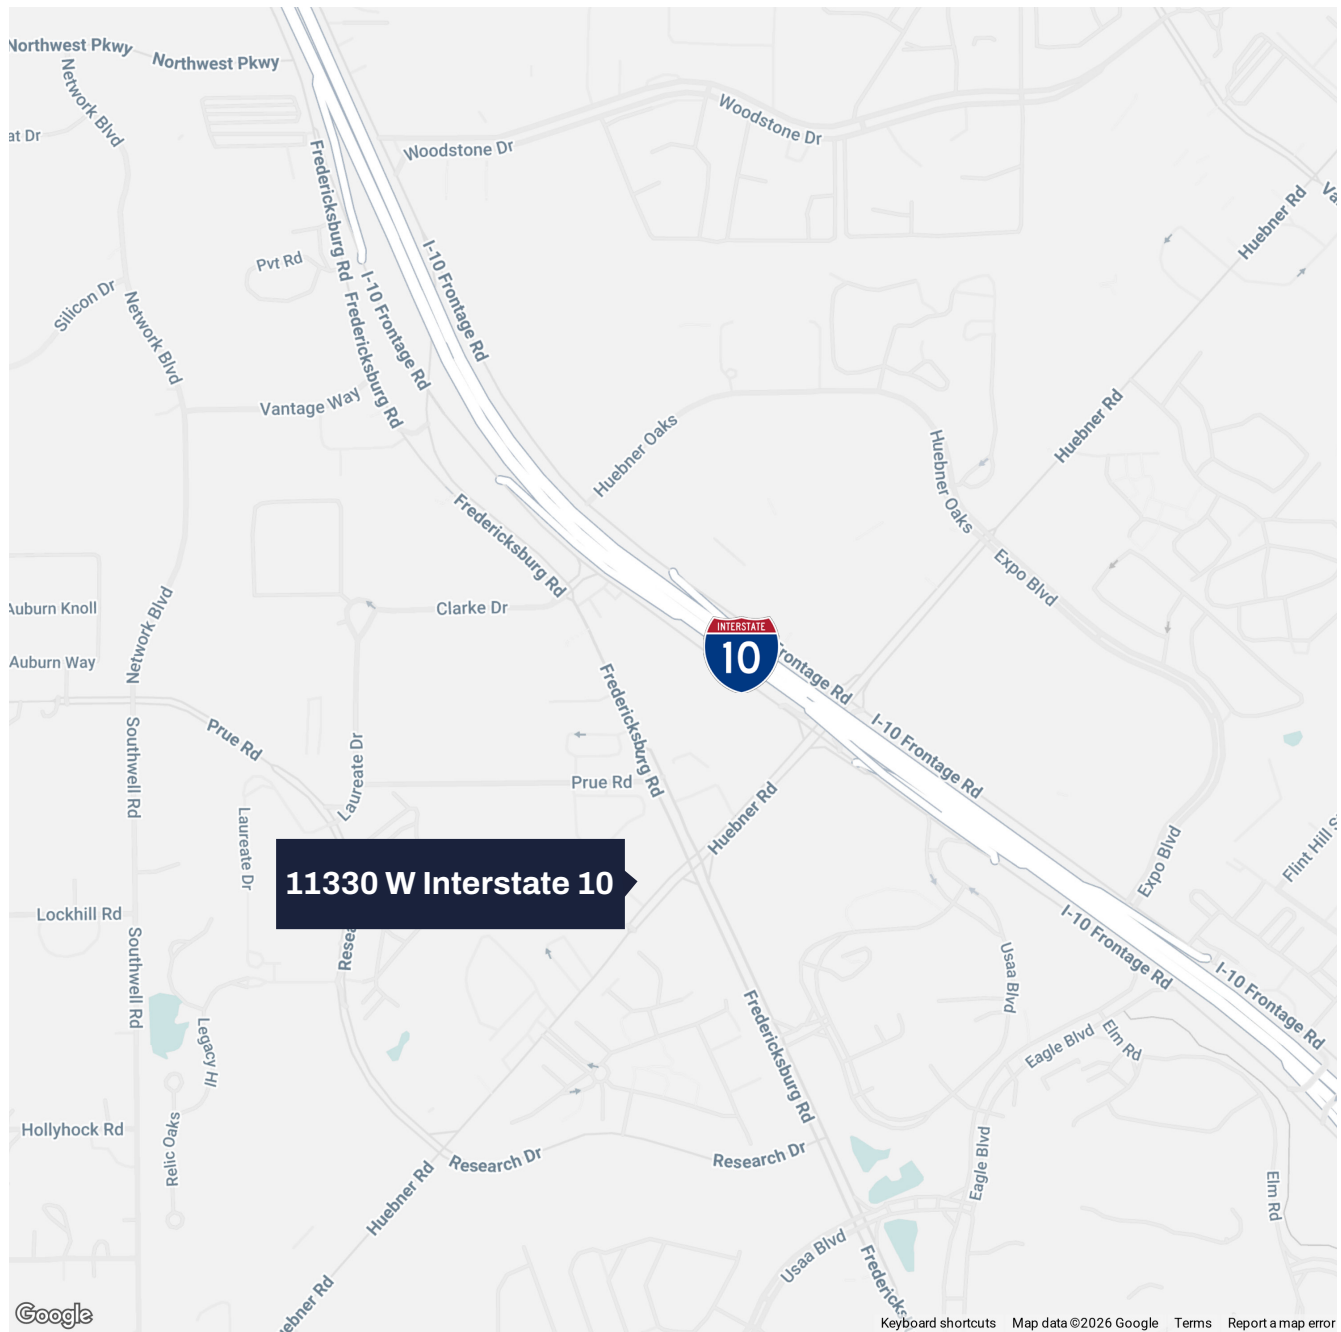 Northwest Pkwy
Northwest Pkwy
Network Blvd
at Dr
Woodstone Dr
Woodstone Dr
Fredericksburg Rd
Huebner Rd
Pvt Rd
I-10 Frontage Rd
I-10 Frontage Rd
Silicon Dr
Network Blvd
Fredericksburg Rd
Vantage Way
Huebner Oaks
Huebner Rd
Huebner Oaks
Fredericksburg Rd
Expo Blvd
Auburn Knoll
Clarke Dr
Network Blvd
INTERSTATE
10
Auburn Way
Frontage Rd
Fredericksburg Rd
I-10 Frontage Rd
Prue Rd
Southwell Rd
Laureate Dr
Prue Rd
Huebner Rd
Laureate Dr
Expo Blvd
Flint Hill S
11330 W Interstate 10
Lockhill Rd
I-10 Frontage Rd
Southwell Rd
Usaa Blvd
I-10 Frontage Rd
Fredericksburg Rd
Legacy Hl
Eagle Blvd
Elm Rd
Hollyhock Rd
Relic Oaks
Research Dr
Research Dr
Eagle Blvd
Huebner Rd
Elm Rd
Usaa Blvd
Fredericks
ebner Rd
Google
Keyboard shortcuts
Map data ©2026 Google
Terms
Report a map error